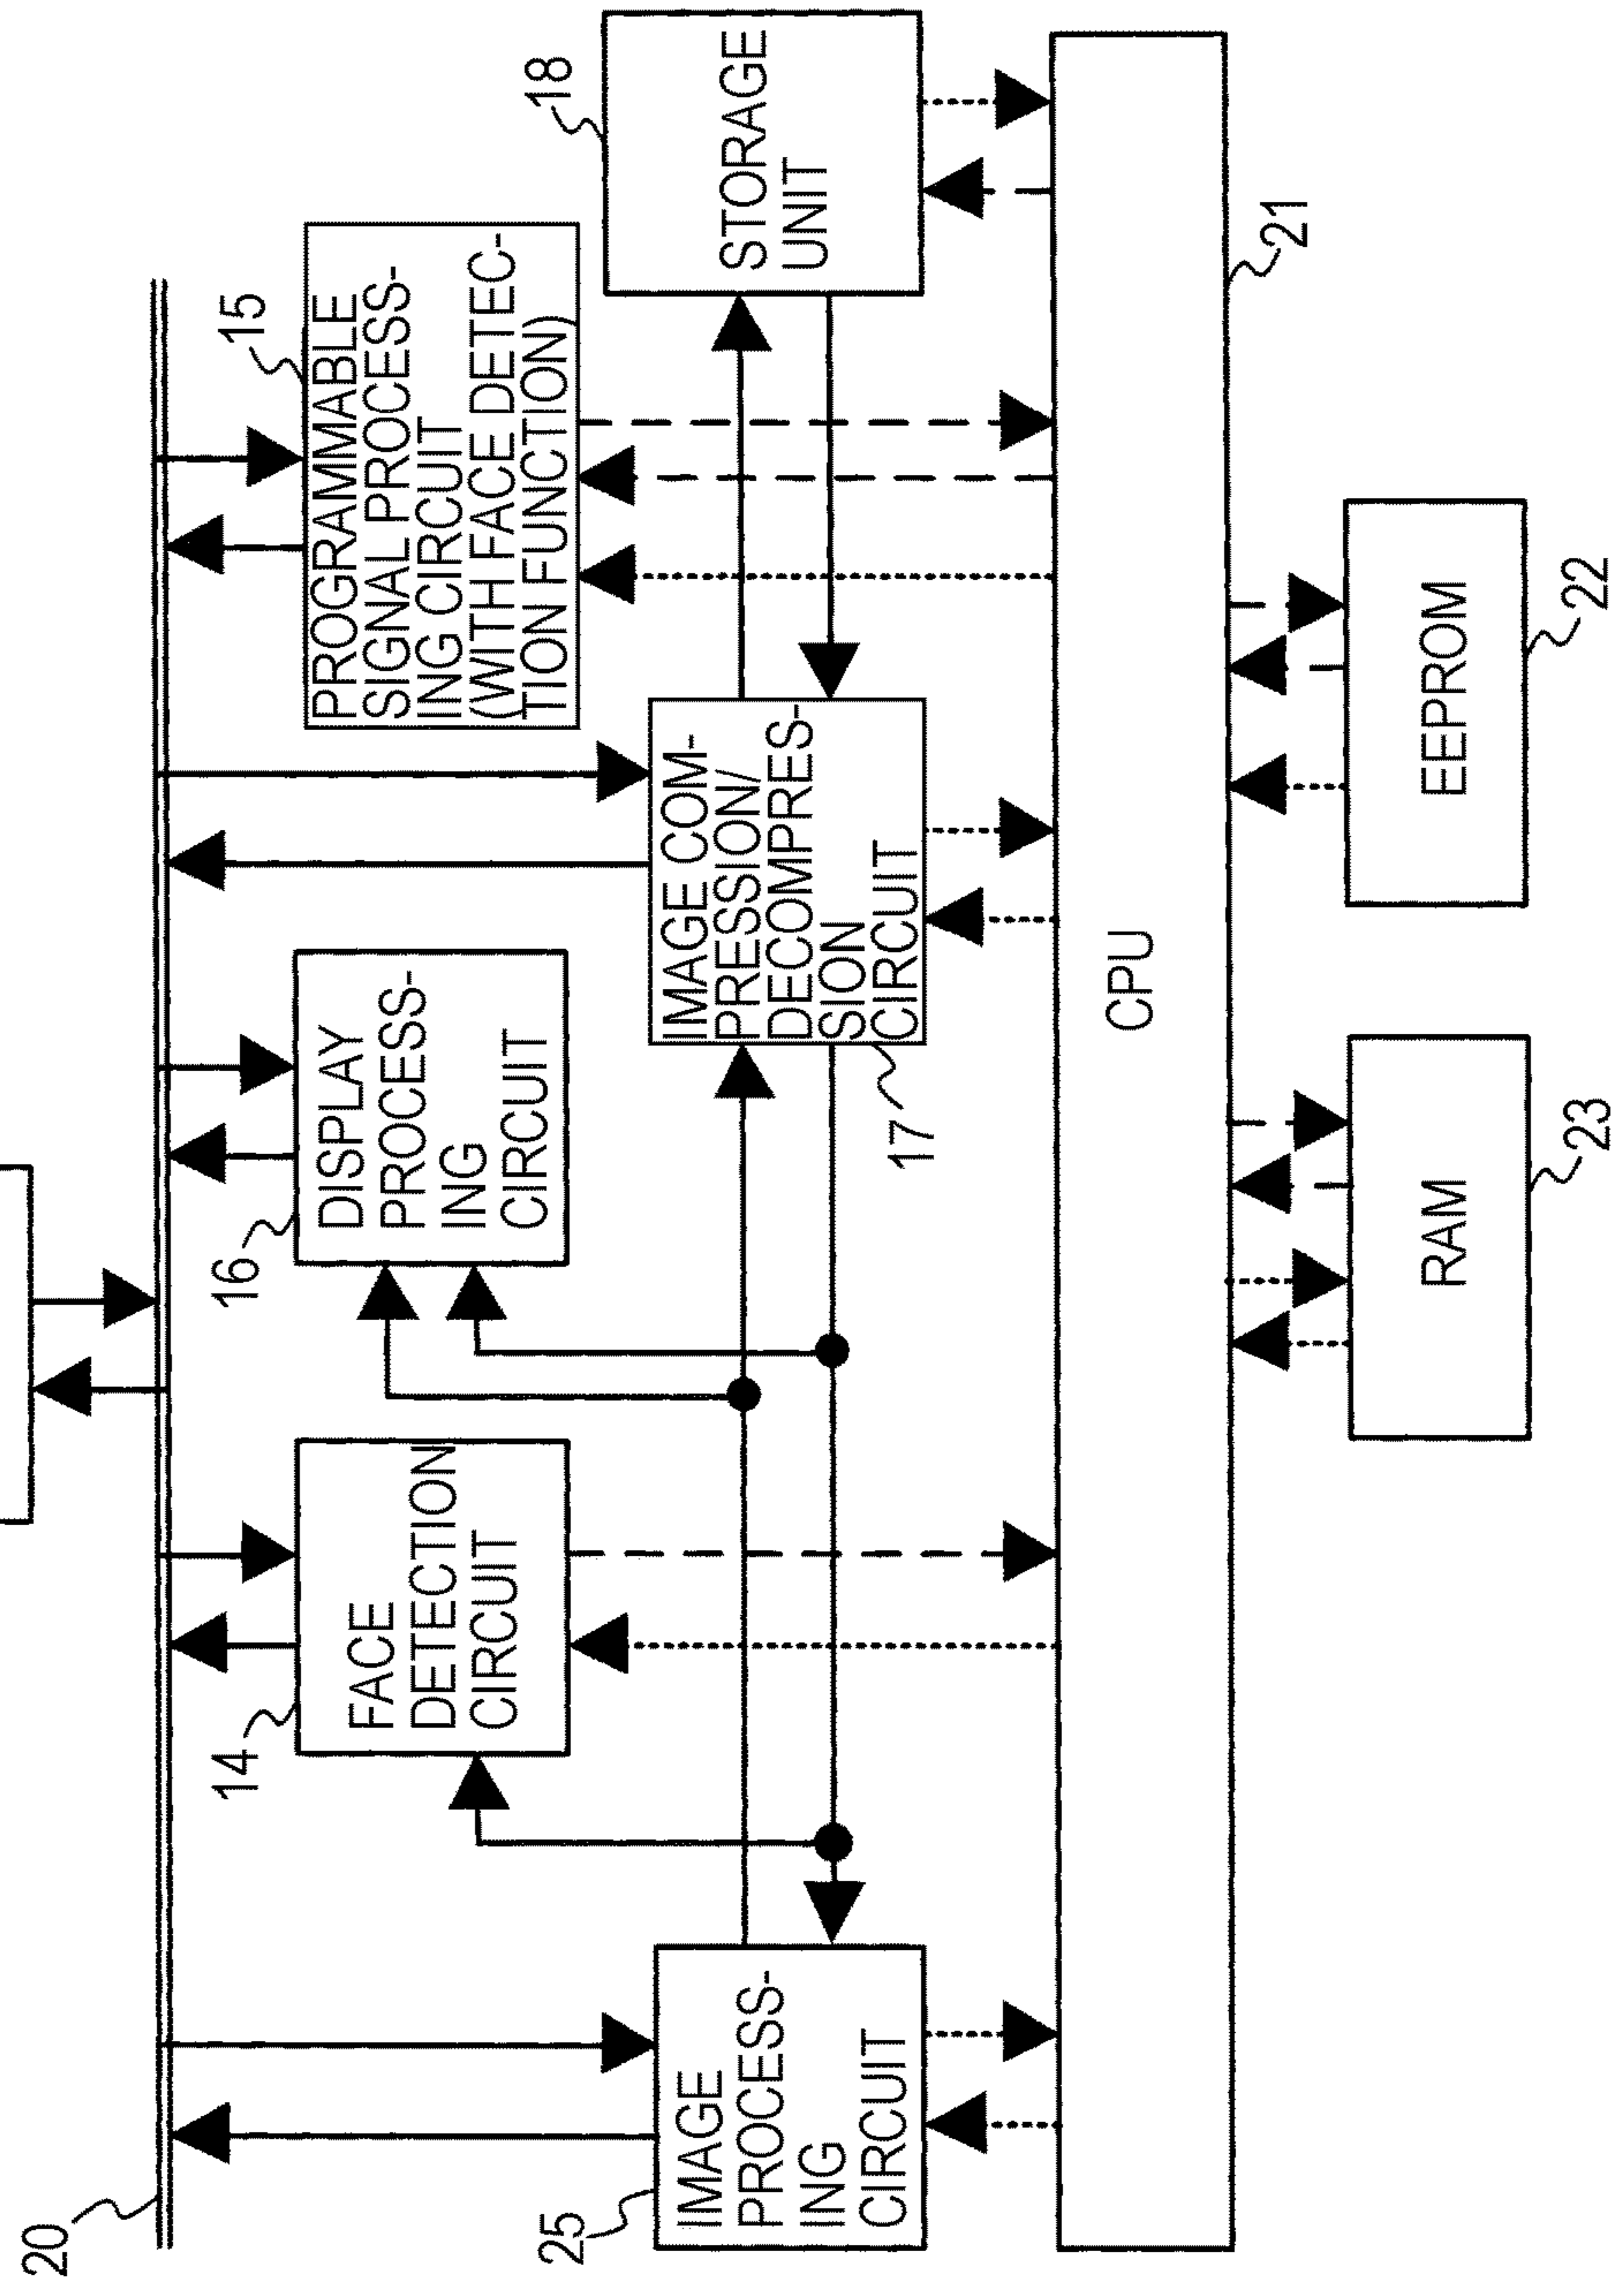 20
25
IMAGE
PROCESS-
ING
CIRCUIT
14
FACE
DETECTION
CIRCUIT
16
DISPLAY
PROCESS-
ING
CIRCUIT
17
IMAGE COM-
PRESSION/
DECOMPRES-
SION
CIRCUIT
15
PROGRAMMABLE
SIGNAL PROCESS-
ING CIRCUIT
(WITH FACE DETEC-
TION FUNCTION)
18
STORAGE
UNIT
CPU
21
RAM
23
EEPROM
22